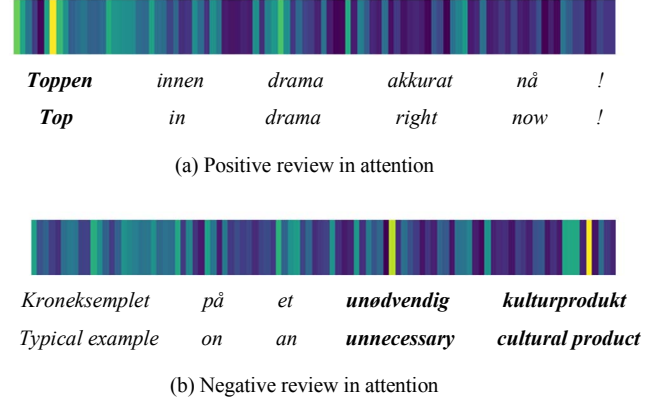 Toppen innen drama akkurat nå !
Top in drama right now !
(a) Positive review in attention
Kroneksemplet på et unødvendig kulturprodukt
Typical example on an unnecessary cultural product
(b) Negative review in attention